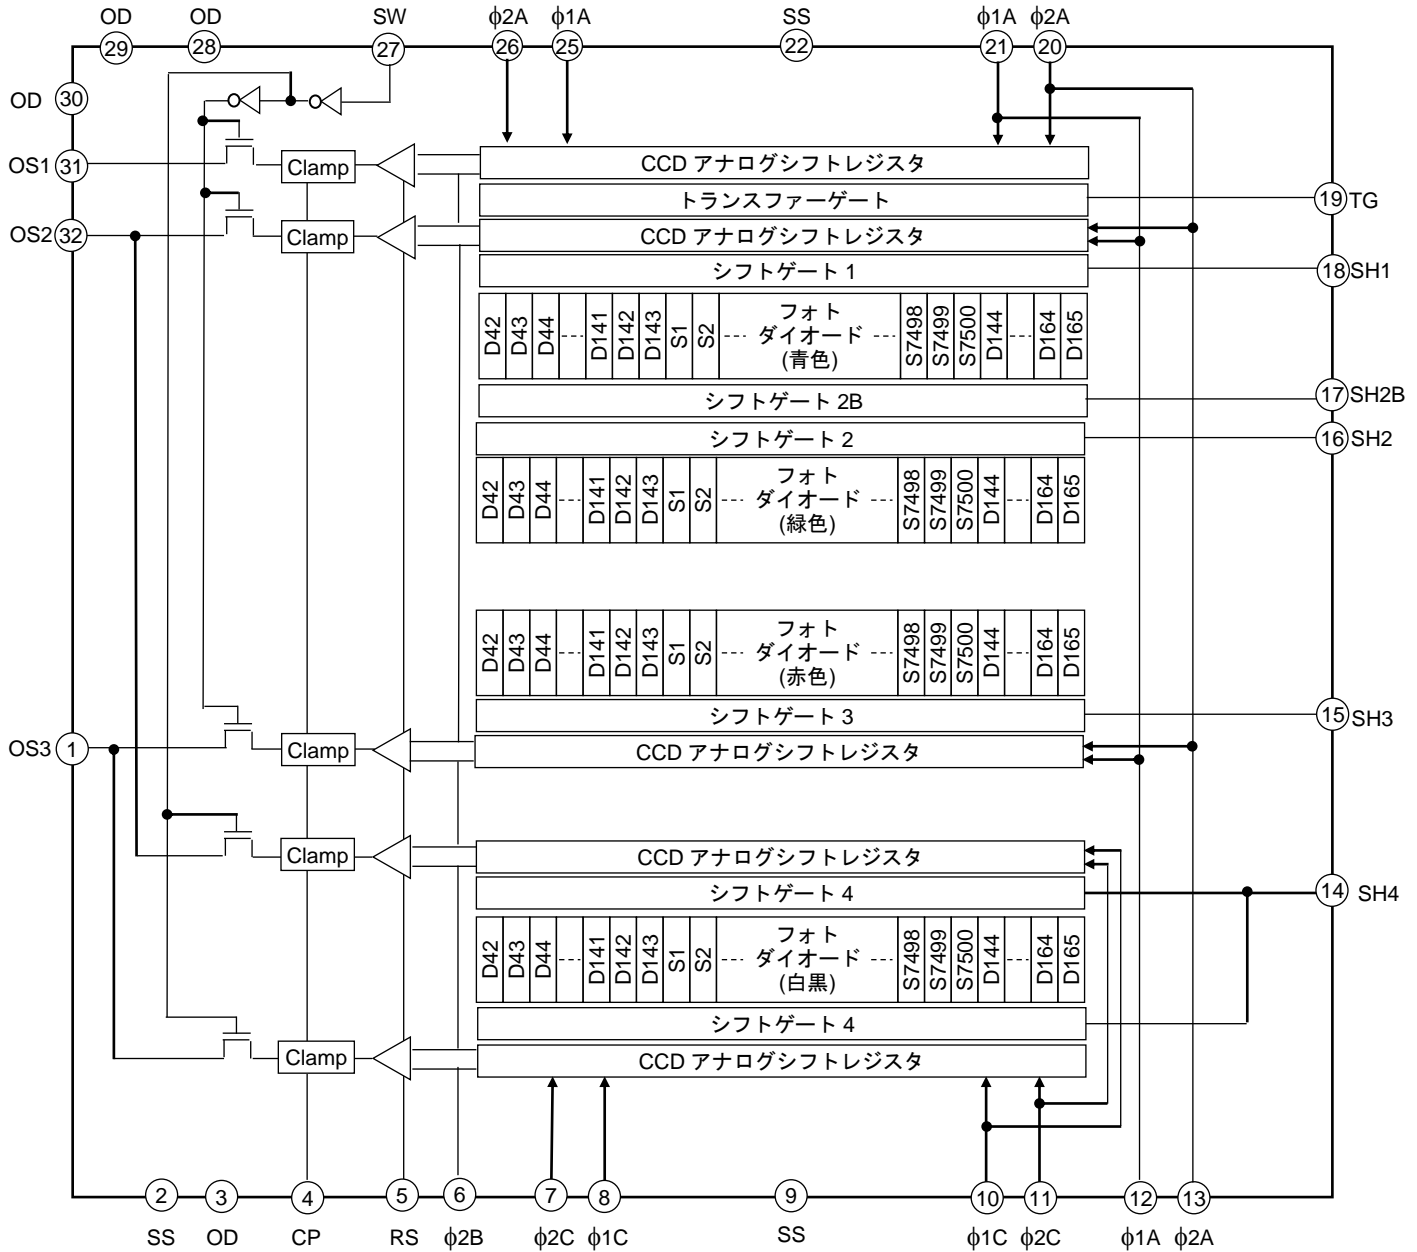 OD OD SW ϕ2A ϕ1A SS ϕ1A ϕ2A
29 28 27 26 25 22 21 20
OD 30
OS1 31 Clamp CCD アナログシフトレジスタ
トランスファーゲート 19 TG
OS2 32 Clamp CCD アナログシフトレジスタ
シフトゲート 1 18 SH1
D42 D43 D44 ---- D141 D142 D143 S1 S2 --- フォト
ダイオード
(青色) --- S7498 S7499 S7500 D144 ---- D164 D165
シフトゲート 2B 17 SH2B
シフトゲート 2 16 SH2
D42 D43 D44 ---- D141 D142 D143 S1 S2 --- フォト
ダイオード
(緑色) --- S7498 S7499 S7500 D144 ---- D164 D165
D42 D43 D44 ---- D141 D142 D143 S1 S2 --- フォト
ダイオード
(赤色) --- S7498 S7499 S7500 D144 ---- D164 D165
シフトゲート 3 15 SH3
OS3 1 Clamp CCD アナログシフトレジスタ
Clamp CCD アナログシフトレジスタ
シフトゲート 4 14 SH4
D42 D43 D44 ---- D141 D142 D143 S1 S2 --- フォト
ダイオード
(白黒) --- S7498 S7499 S7500 D144 ---- D164 D165
シフトゲート 4
Clamp CCD アナログシフトレジスタ
2 3 4 5 6 7 8 9 10 11 12 13
SS OD CP RS ϕ2B ϕ2C ϕ1C SS ϕ1C ϕ2C ϕ1A ϕ2A